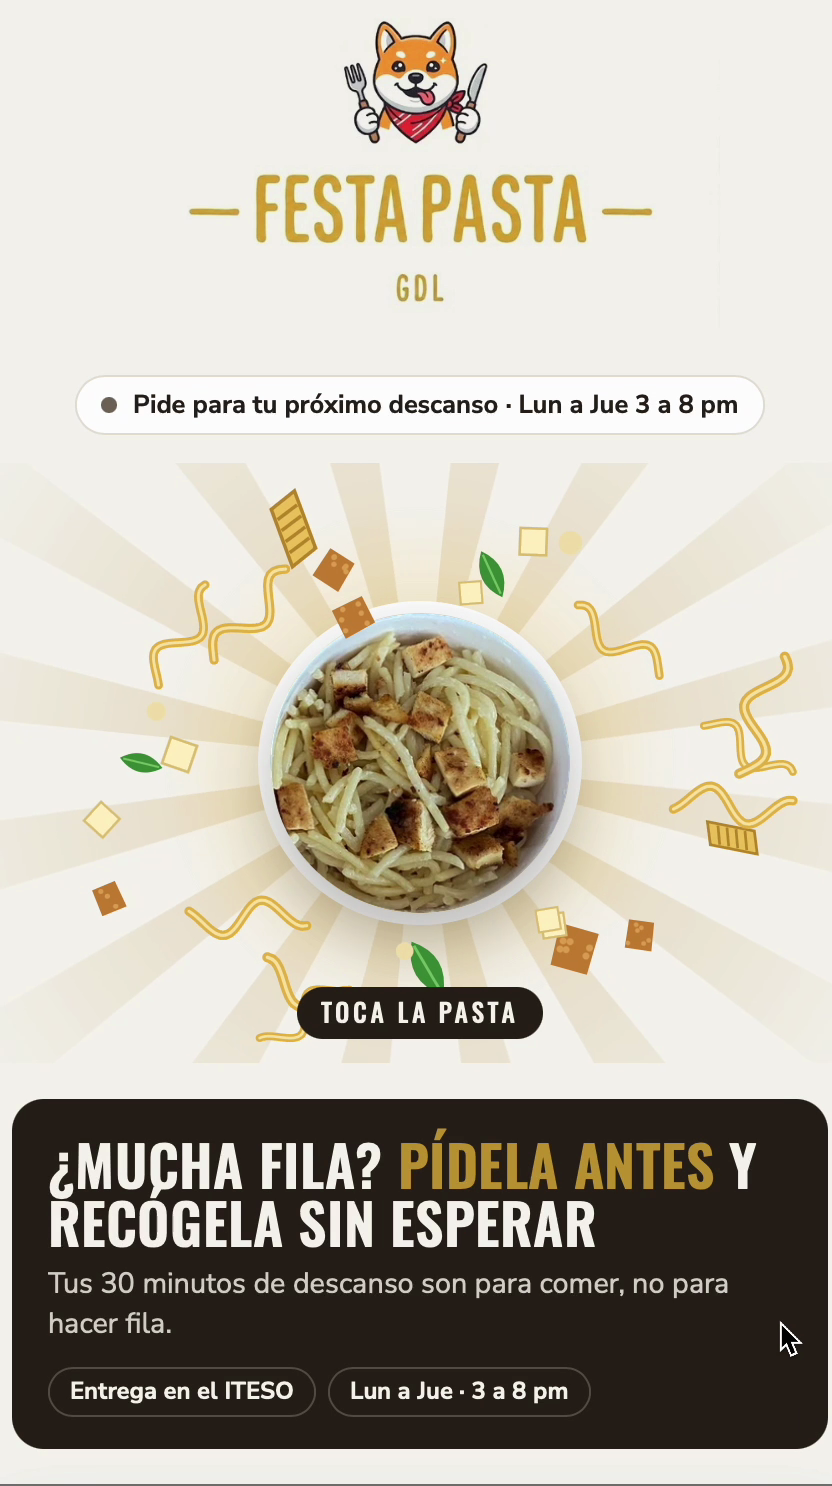 — FESTA PASTA —
GDL
Pide para tu próximo descanso · Lun a Jue 3 a 8 pm
TOCA LA PASTA
¿MUCHA FILA? PÍDELA ANTES Y
RECÓGELA SIN ESPERAR
Tus 30 minutos de descanso son para comer, no para
hacer fila.
Entrega en el ITESO
Lun a Jue · 3 a 8 pm